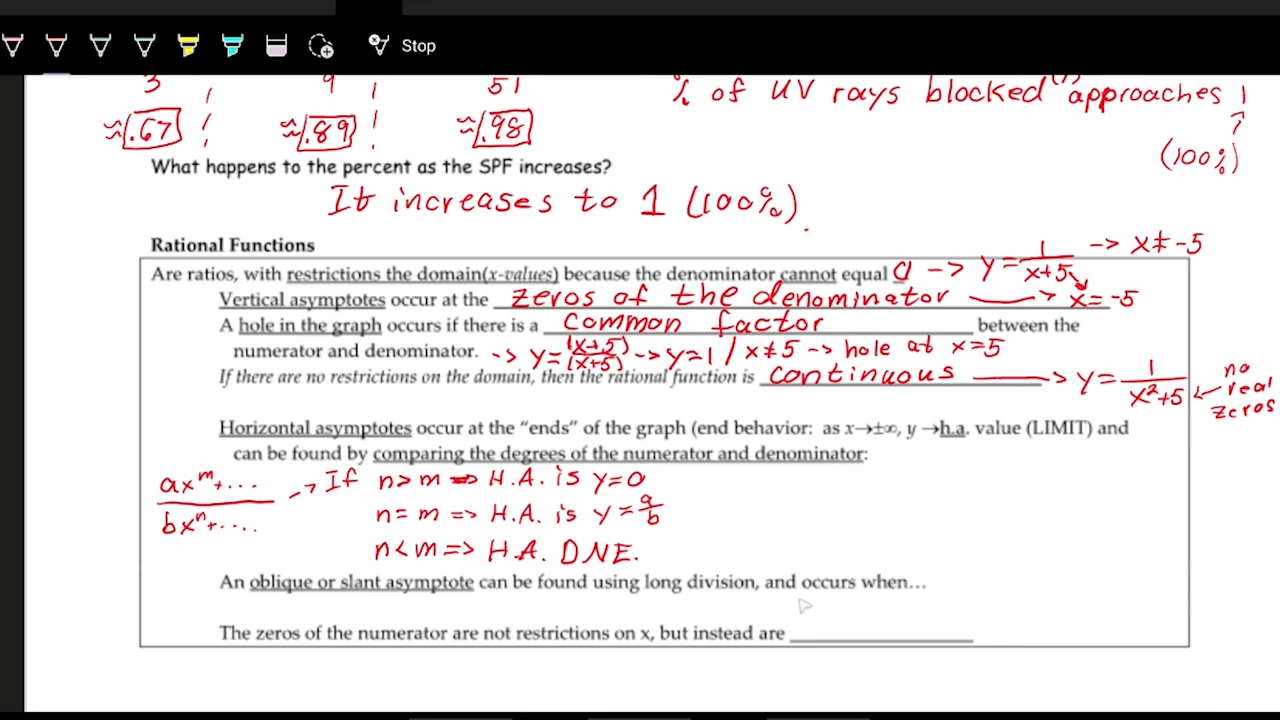 Stop
3 9 51
% of UV rays blocked (y) approaches 1
≈ .67 ≈ .89 ≈ .98
(100%)
What happens to the percent as the SPF increases?
It increases to 1 (100%).
Rational Functions
Are ratios, with restrictions the domain(x-values) because the denominator cannot equal 0 -> y = 1/(x+5) -> x ≠ -5
Vertical asymptotes occur at the zeros of the denominator -> x = -5
A hole in the graph occurs if there is a common factor between the
numerator and denominator. -> y = (x+5)/(x+5) -> y = 1 / x ≠ 5 -> hole at x = 5
If there are no restrictions on the domain, then the rational function is continuous -> y = 1/(x²+5) <- no real zeros
Horizontal asymptotes occur at the “ends” of the graph (end behavior: as x→±∞, y →h.a. value (LIMIT) and
can be found by comparing the degrees of the numerator and denominator:
axᵐ+... / bxⁿ+.... -> If n > m => H.A. is y = 0
n = m => H.A. is y = a/b
n < m => H.A. DNE.
An oblique or slant asymptote can be found using long division, and occurs when…
The zeros of the numerator are not restrictions on x, but instead are